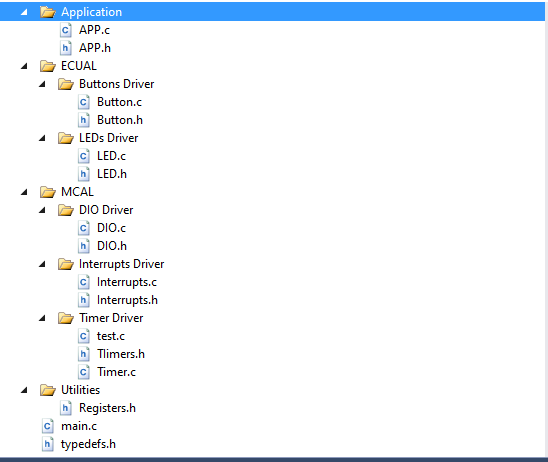 Application
APP.c
APP.h
ECUAL
Buttons Driver
Button.c
Button.h
LEDs Driver
LED.c
LED.h
MCAL
DIO Driver
DIO.c
DIO.h
Interrupts Driver
Interrupts.c
Interrupts.h
Timer Driver
test.c
TIimers.h
Timer.c
Utilities
Registers.h
main.c
typedefs.h